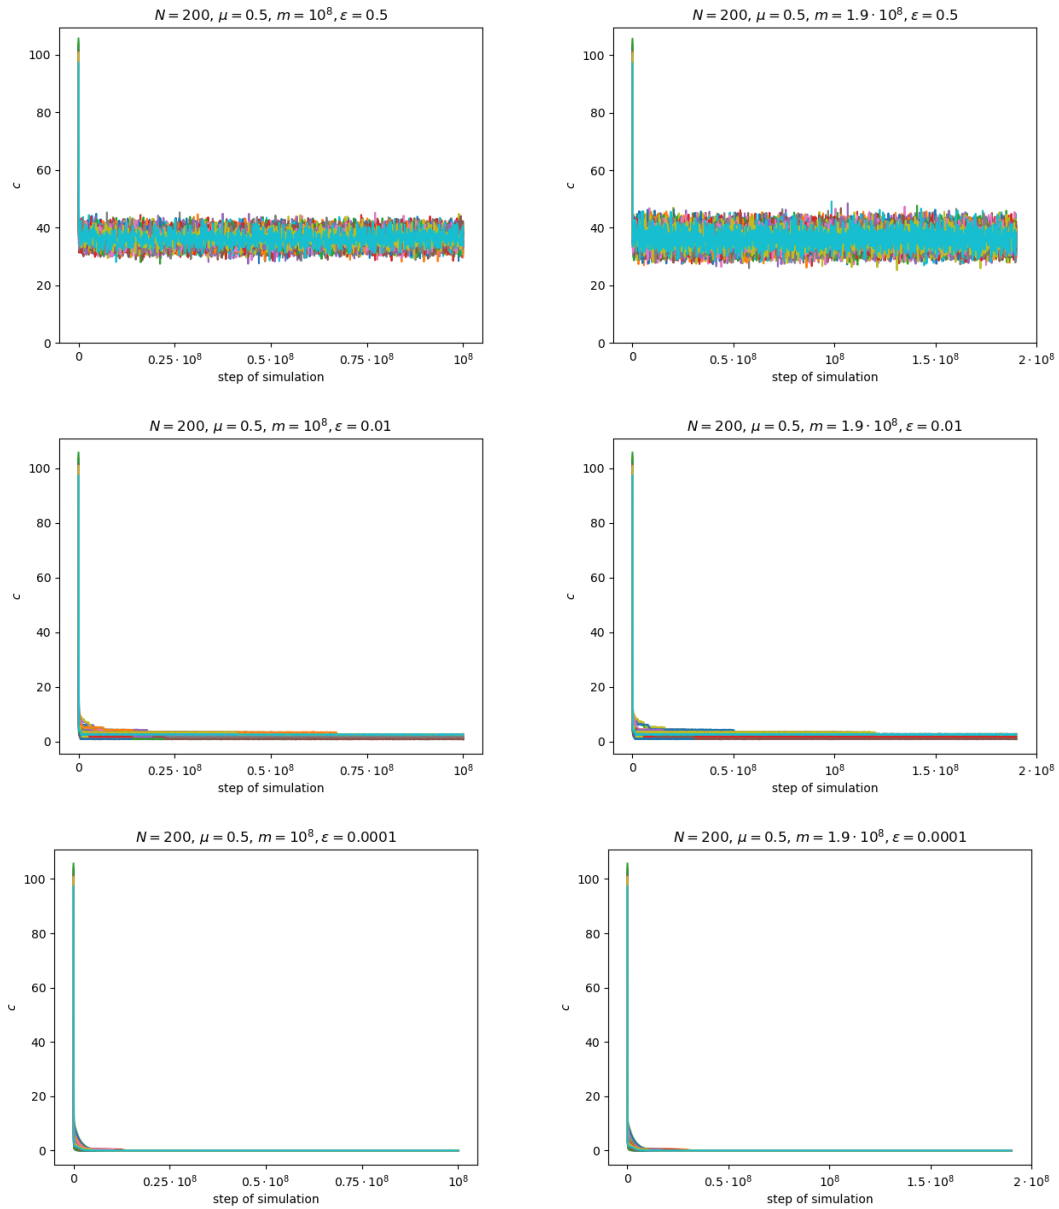 N = 200, μ = 0.5, m = 10⁸, ε = 0.5
100
80
60
40
20
0
c
0 0.25·10⁸ 0.5·10⁸ 0.75·10⁸ 10⁸
step of simulation
N = 200, μ = 0.5, m = 1.9·10⁸, ε = 0.5
100
80
60
40
20
0
c
0 0.5·10⁸ 10⁸ 1.5·10⁸ 2·10⁸
step of simulation
N = 200, μ = 0.5, m = 10⁸, ε = 0.01
100
80
60
40
20
0
c
0 0.25·10⁸ 0.5·10⁸ 0.75·10⁸ 10⁸
step of simulation
N = 200, μ = 0.5, m = 1.9·10⁸, ε = 0.01
100
80
60
40
20
0
c
0 0.5·10⁸ 10⁸ 1.5·10⁸ 2·10⁸
step of simulation
N = 200, μ = 0.5, m = 10⁸, ε = 0.0001
100
80
60
40
20
0
c
0 0.25·10⁸ 0.5·10⁸ 0.75·10⁸ 10⁸
step of simulation
N = 200, μ = 0.5, m = 1.9·10⁸, ε = 0.0001
100
80
60
40
20
0
c
0 0.5·10⁸ 10⁸ 1.5·10⁸ 2·10⁸
step of simulation